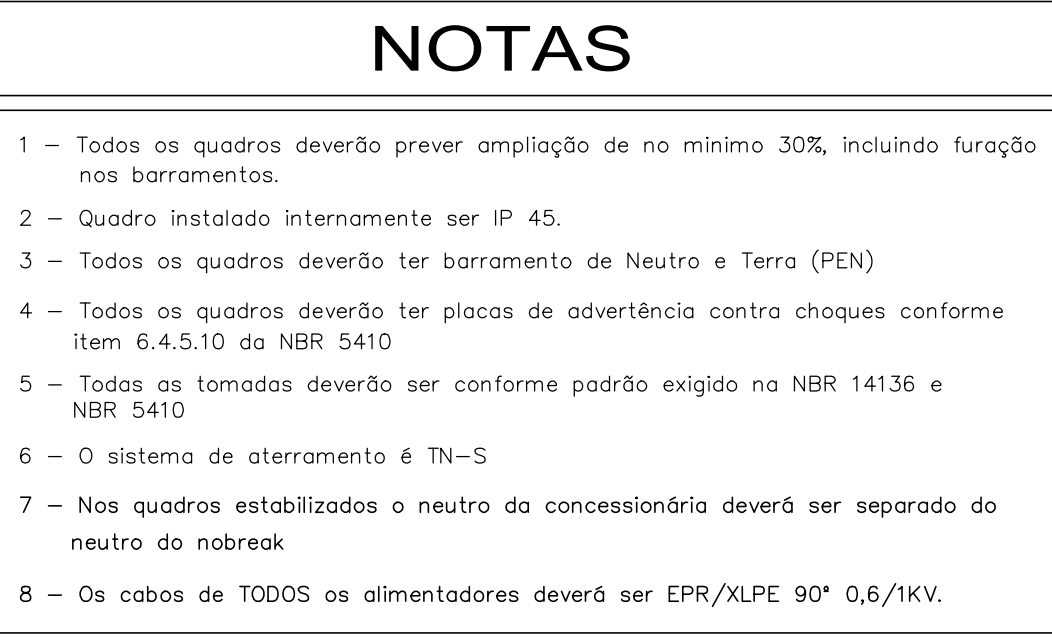 NOTAS
1 – Todos os quadros deverão prever ampliação de no minimo 30%, incluindo furação
nos barramentos.
2 – Quadro instalado internamente ser IP 45.
3 – Todos os quadros deverão ter barramento de Neutro e Terra (PEN)
4 – Todos os quadros deverão ter placas de advertência contra choques conforme
item 6.4.5.10 da NBR 5410
5 – Todas as tomadas deverão ser conforme padrão exigido na NBR 14136 e
NBR 5410
6 – O sistema de aterramento é TN–S
7 – Nos quadros estabilizados o neutro da concessionária deverá ser separado do
neutro do nobreak
8 – Os cabos de TODOS os alimentadores deverá ser EPR/XLPE 90° 0,6/1KV.